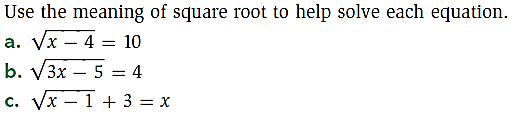 Use the meaning of square root to help solve each equation.
a. √(x − 4) = 10
b. √(3x − 5) = 4
c. √(x − 1) + 3 = x